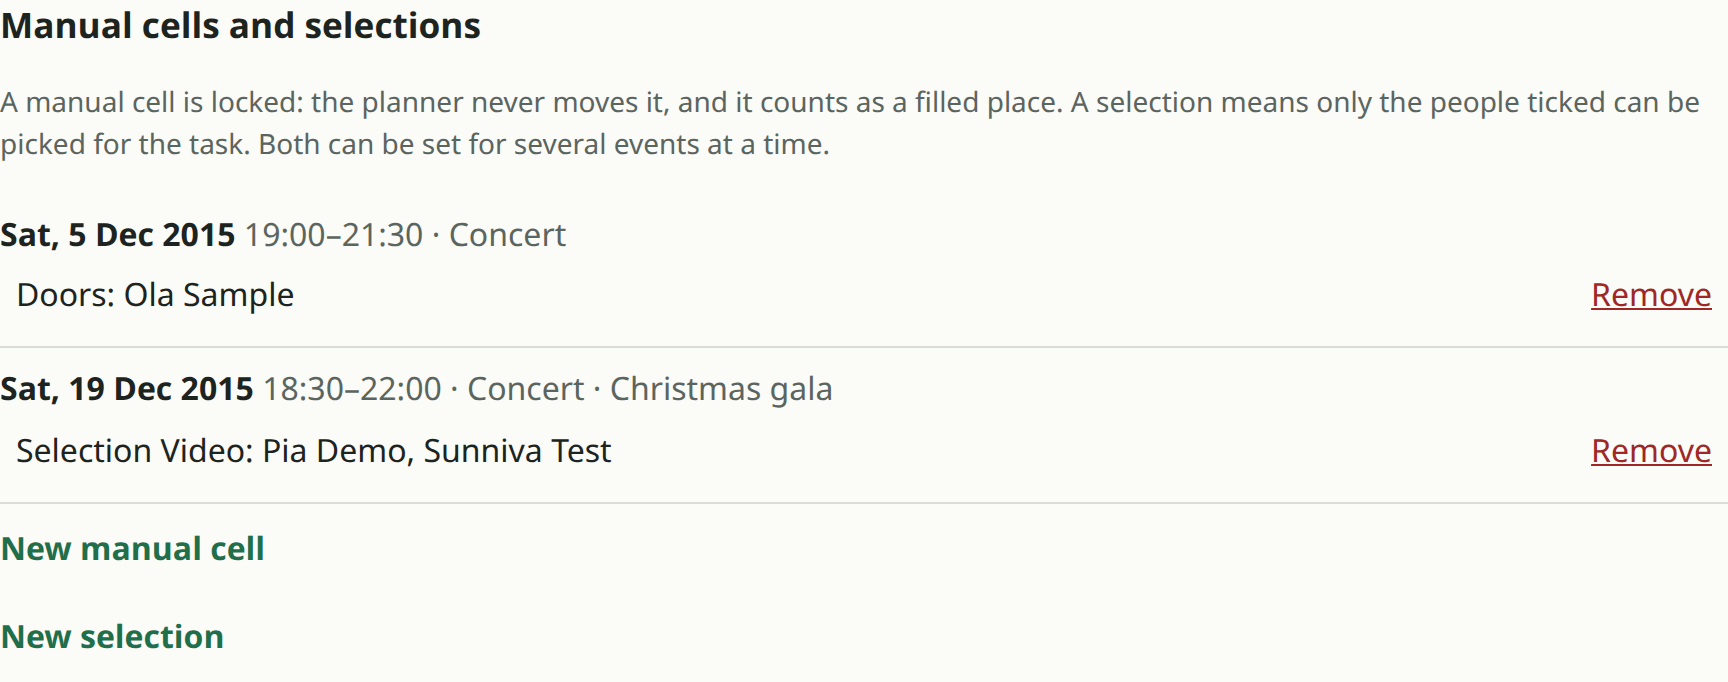 Manual cells and selections
A manual cell is locked: the planner never moves it, and it counts as a filled place. A selection means only the people ticked can be
picked for the task. Both can be set for several events at a time.
Sat, 5 Dec 2015 19:00–21:30 · Concert
Doors: Ola Sample Remove
Sat, 19 Dec 2015 18:30–22:00 · Concert · Christmas gala
Selection Video: Pia Demo, Sunniva Test Remove
New manual cell
New selection